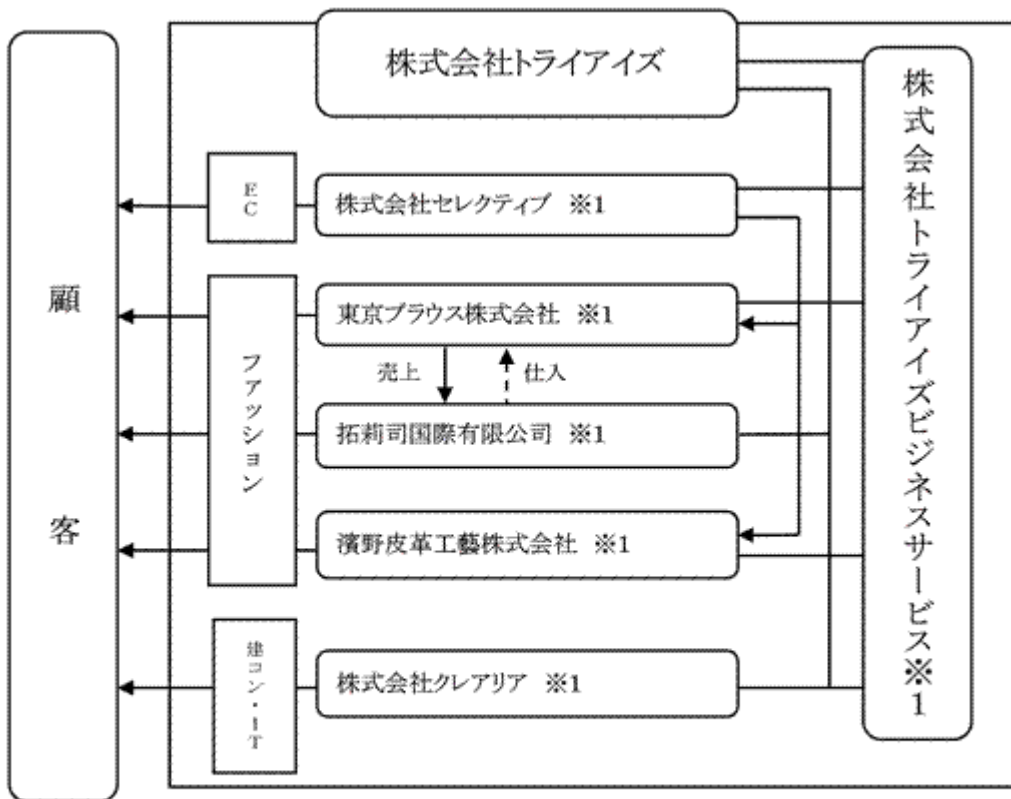 株式会社トライアイズ
株式会社トライアイズビジネスサービス※1
顧客
EC
株式会社セレクティブ ※1
ファッション
東京ブラウス株式会社 ※1
売上
仕入
拓莉司国際有限公司 ※1
濱野皮革工藝株式会社 ※1
建コン・IT
株式会社クレアリア ※1